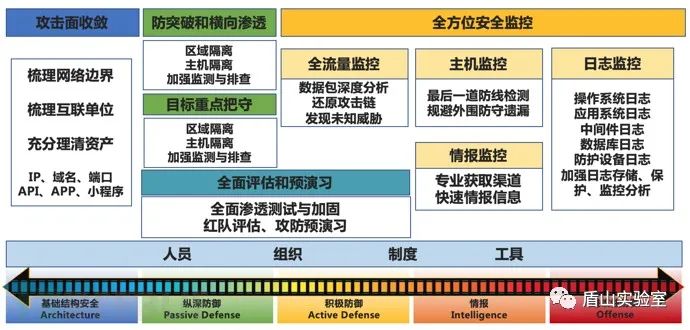 攻击面收敛
梳理网络边界
梳理互联单位
充分理清资产
IP、域名、端口
API、APP、小程序
防突破和横向渗透
区域隔离
主机隔离
加强监测与排查
目标重点把守
区域隔离
主机隔离
加强监测与排查
全面评估和预演习
全面渗透测试与加固
红队评估、攻防预演习
全方位安全监控
全流量监控
数据包深度分析
还原攻击链
发现未知威胁
主机监控
最后一道防线检测
规避外围防守遗漏
情报监控
专业获取渠道
快速情报信息
日志监控
操作系统日志
应用系统日志
中间件日志
数据库日志
防护设备日志
加强日志存储、保
护、监控分析
人员 组织 制度 工具
基础结构安全
Architecture
纵深防御
Passive Defense
积极防御
Active Defense
情报
Intelligence
Offense
盾山实验室